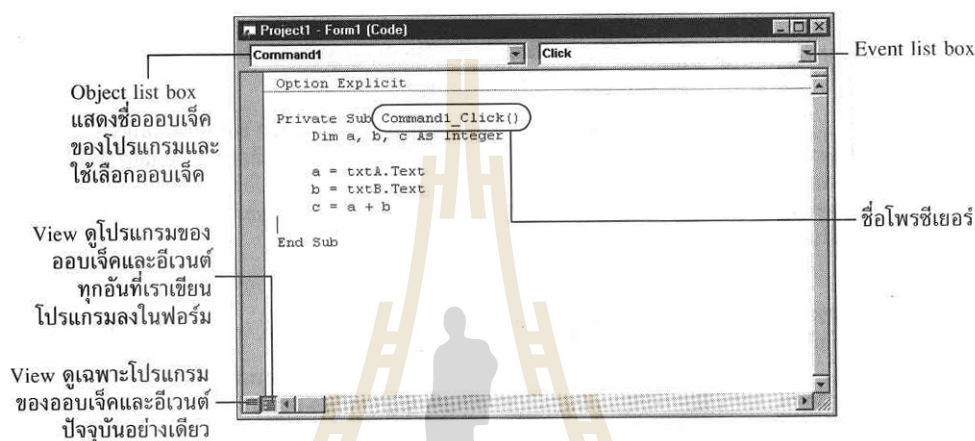 Project1 - Form1 (Code)
Command1
Click
Event list box
Object list box
แสดงชื่อออบเจ็ค
ของโปรแกรมและ
ใช้เลือกออบเจ็ค
Option Explicit
Private Sub Command1_Click()
Dim a, b, c As Integer
a = txtA.Text
b = txtB.Text
c = a + b
End Sub
ชื่อโพรซีเยอร์
View ดูโปรแกรมของ
ออบเจ็คและอีเวนต์
ทุกอันที่เราเขียน
โปรแกรมลงในฟอร์ม
View ดูเฉพาะโปรแกรม
ของออบเจ็คและอีเวนต์
ปัจจุบันอย่างเดียว